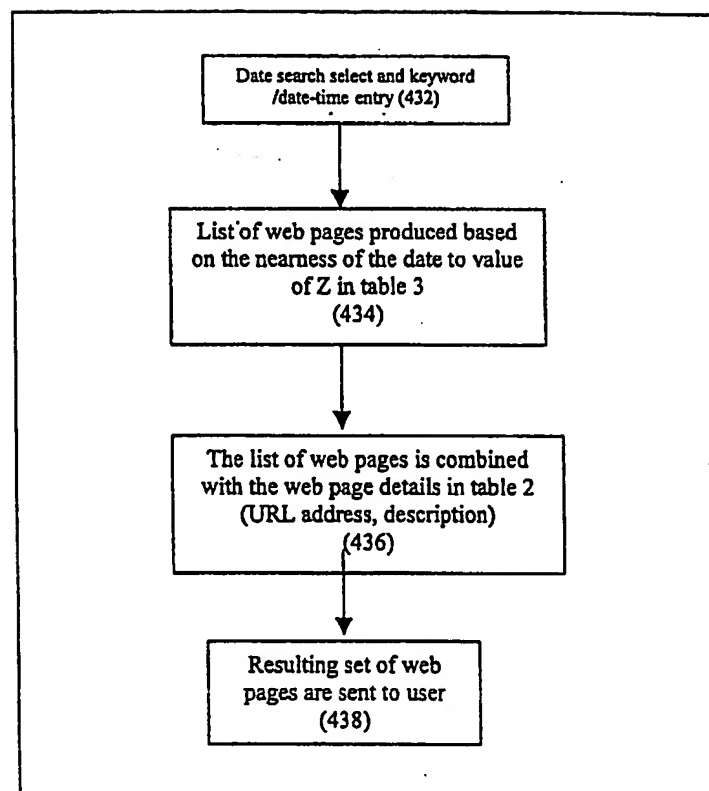 Date search select and keyword
/date-time entry (432)
List of web pages produced based
on the nearness of the date to value
of Z in table 3
(434)
The list of web pages is combined
with the web page details in table 2
(URL address, description)
(436)
Resulting set of web
pages are sent to user
(438)